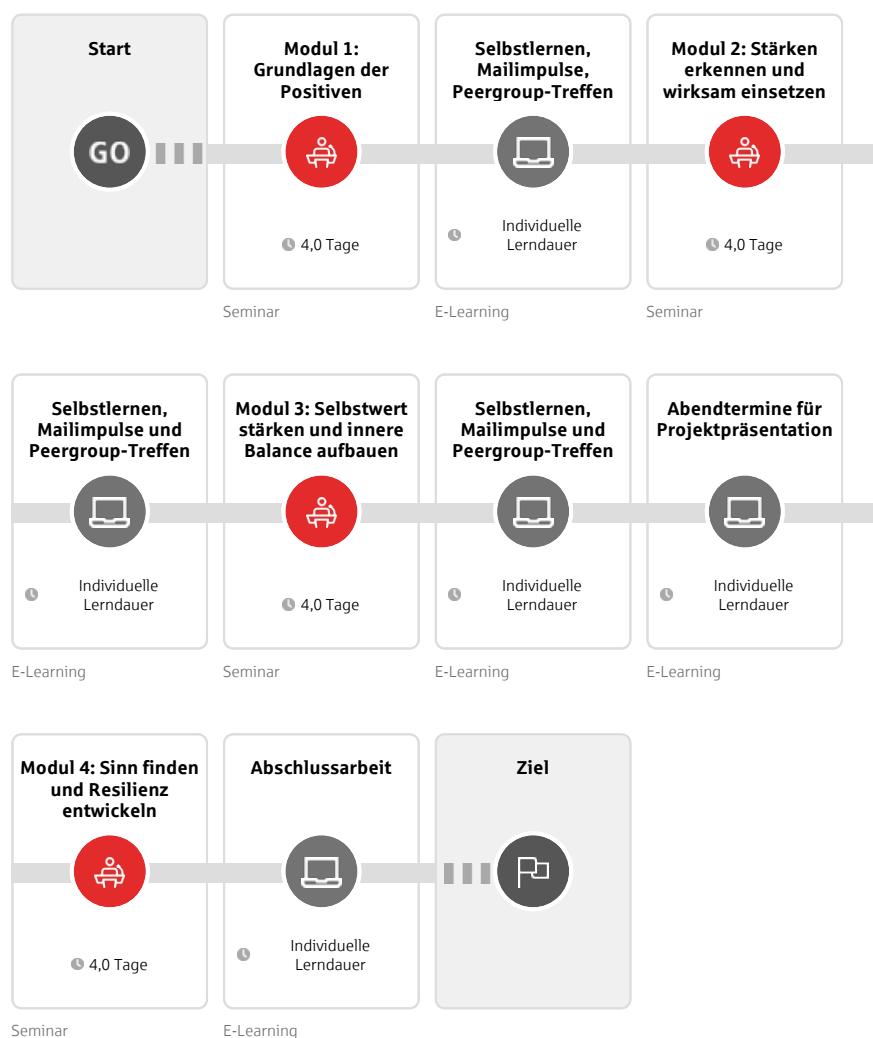 Start
GO
Modul 1:
Grundlagen der
Positiven
4,0 Tage
Seminar
Selbstlernen,
Mailimpulse,
Peergroup-Treffen
Individuelle
Lerndauer
E-Learning
Modul 2: Stärken
erkennen und
wirksam einsetzen
4,0 Tage
Seminar
Selbstlernen,
Mailimpulse und
Peergroup-Treffen
Individuelle
Lerndauer
E-Learning
Modul 3: Selbstwert
stärken und innere
Balance aufbauen
4,0 Tage
Seminar
Selbstlernen,
Mailimpulse und
Peergroup-Treffen
Individuelle
Lerndauer
E-Learning
Abendtermine für
Projektpräsentation
Individuelle
Lerndauer
E-Learning
Modul 4: Sinn finden
und Resilienz
entwickeln
4,0 Tage
Seminar
Abschlussarbeit
Individuelle
Lerndauer
E-Learning
Ziel